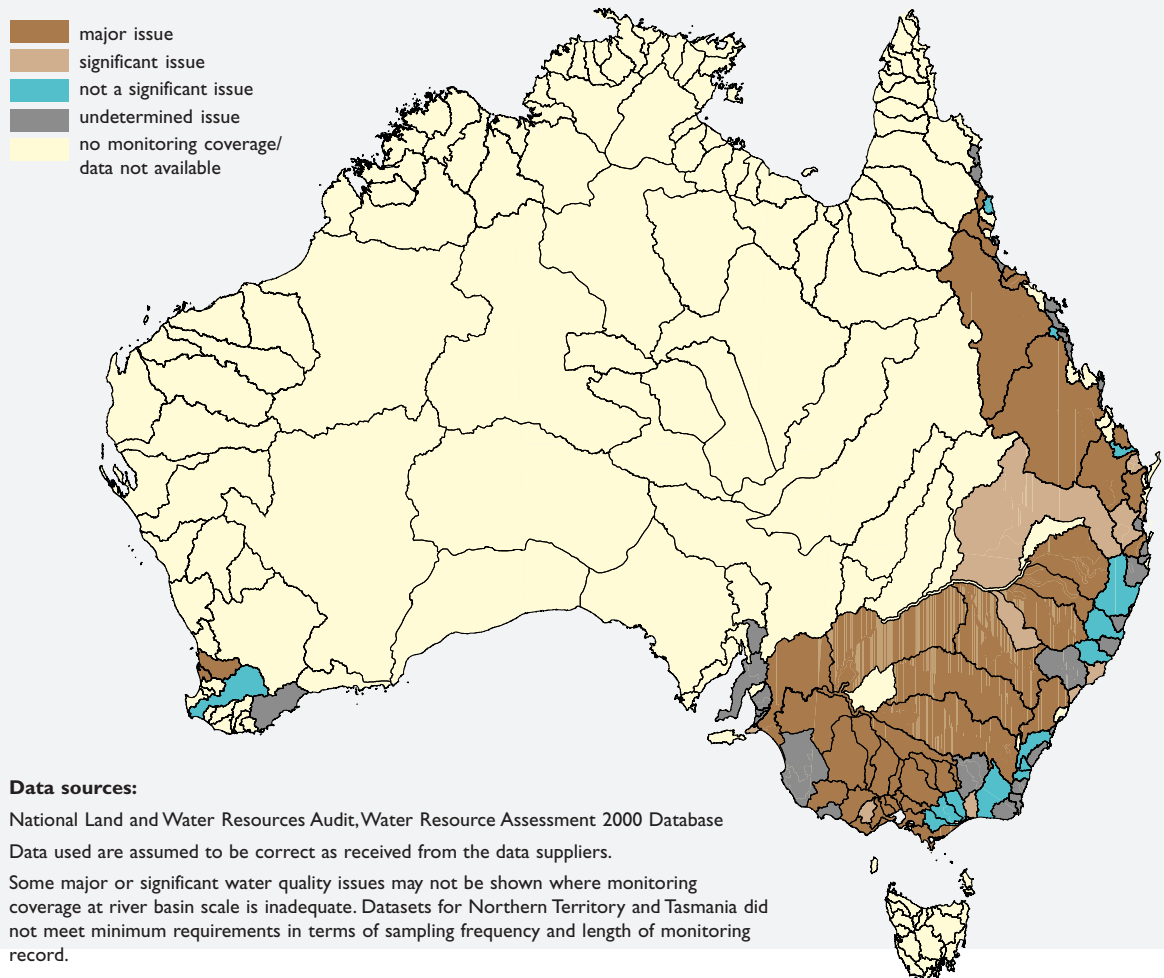 major issue
significant issue
not a significant issue
undetermined issue
no monitoring coverage/
data not available
Data sources:
National Land and Water Resources Audit, Water Resource Assessment 2000 Database
Data used are assumed to be correct as received from the data suppliers.
Some major or significant water quality issues may not be shown where monitoring
coverage at river basin scale is inadequate. Datasets for Northern Territory and Tasmania did
not meet minimum requirements in terms of sampling frequency and length of monitoring
record.